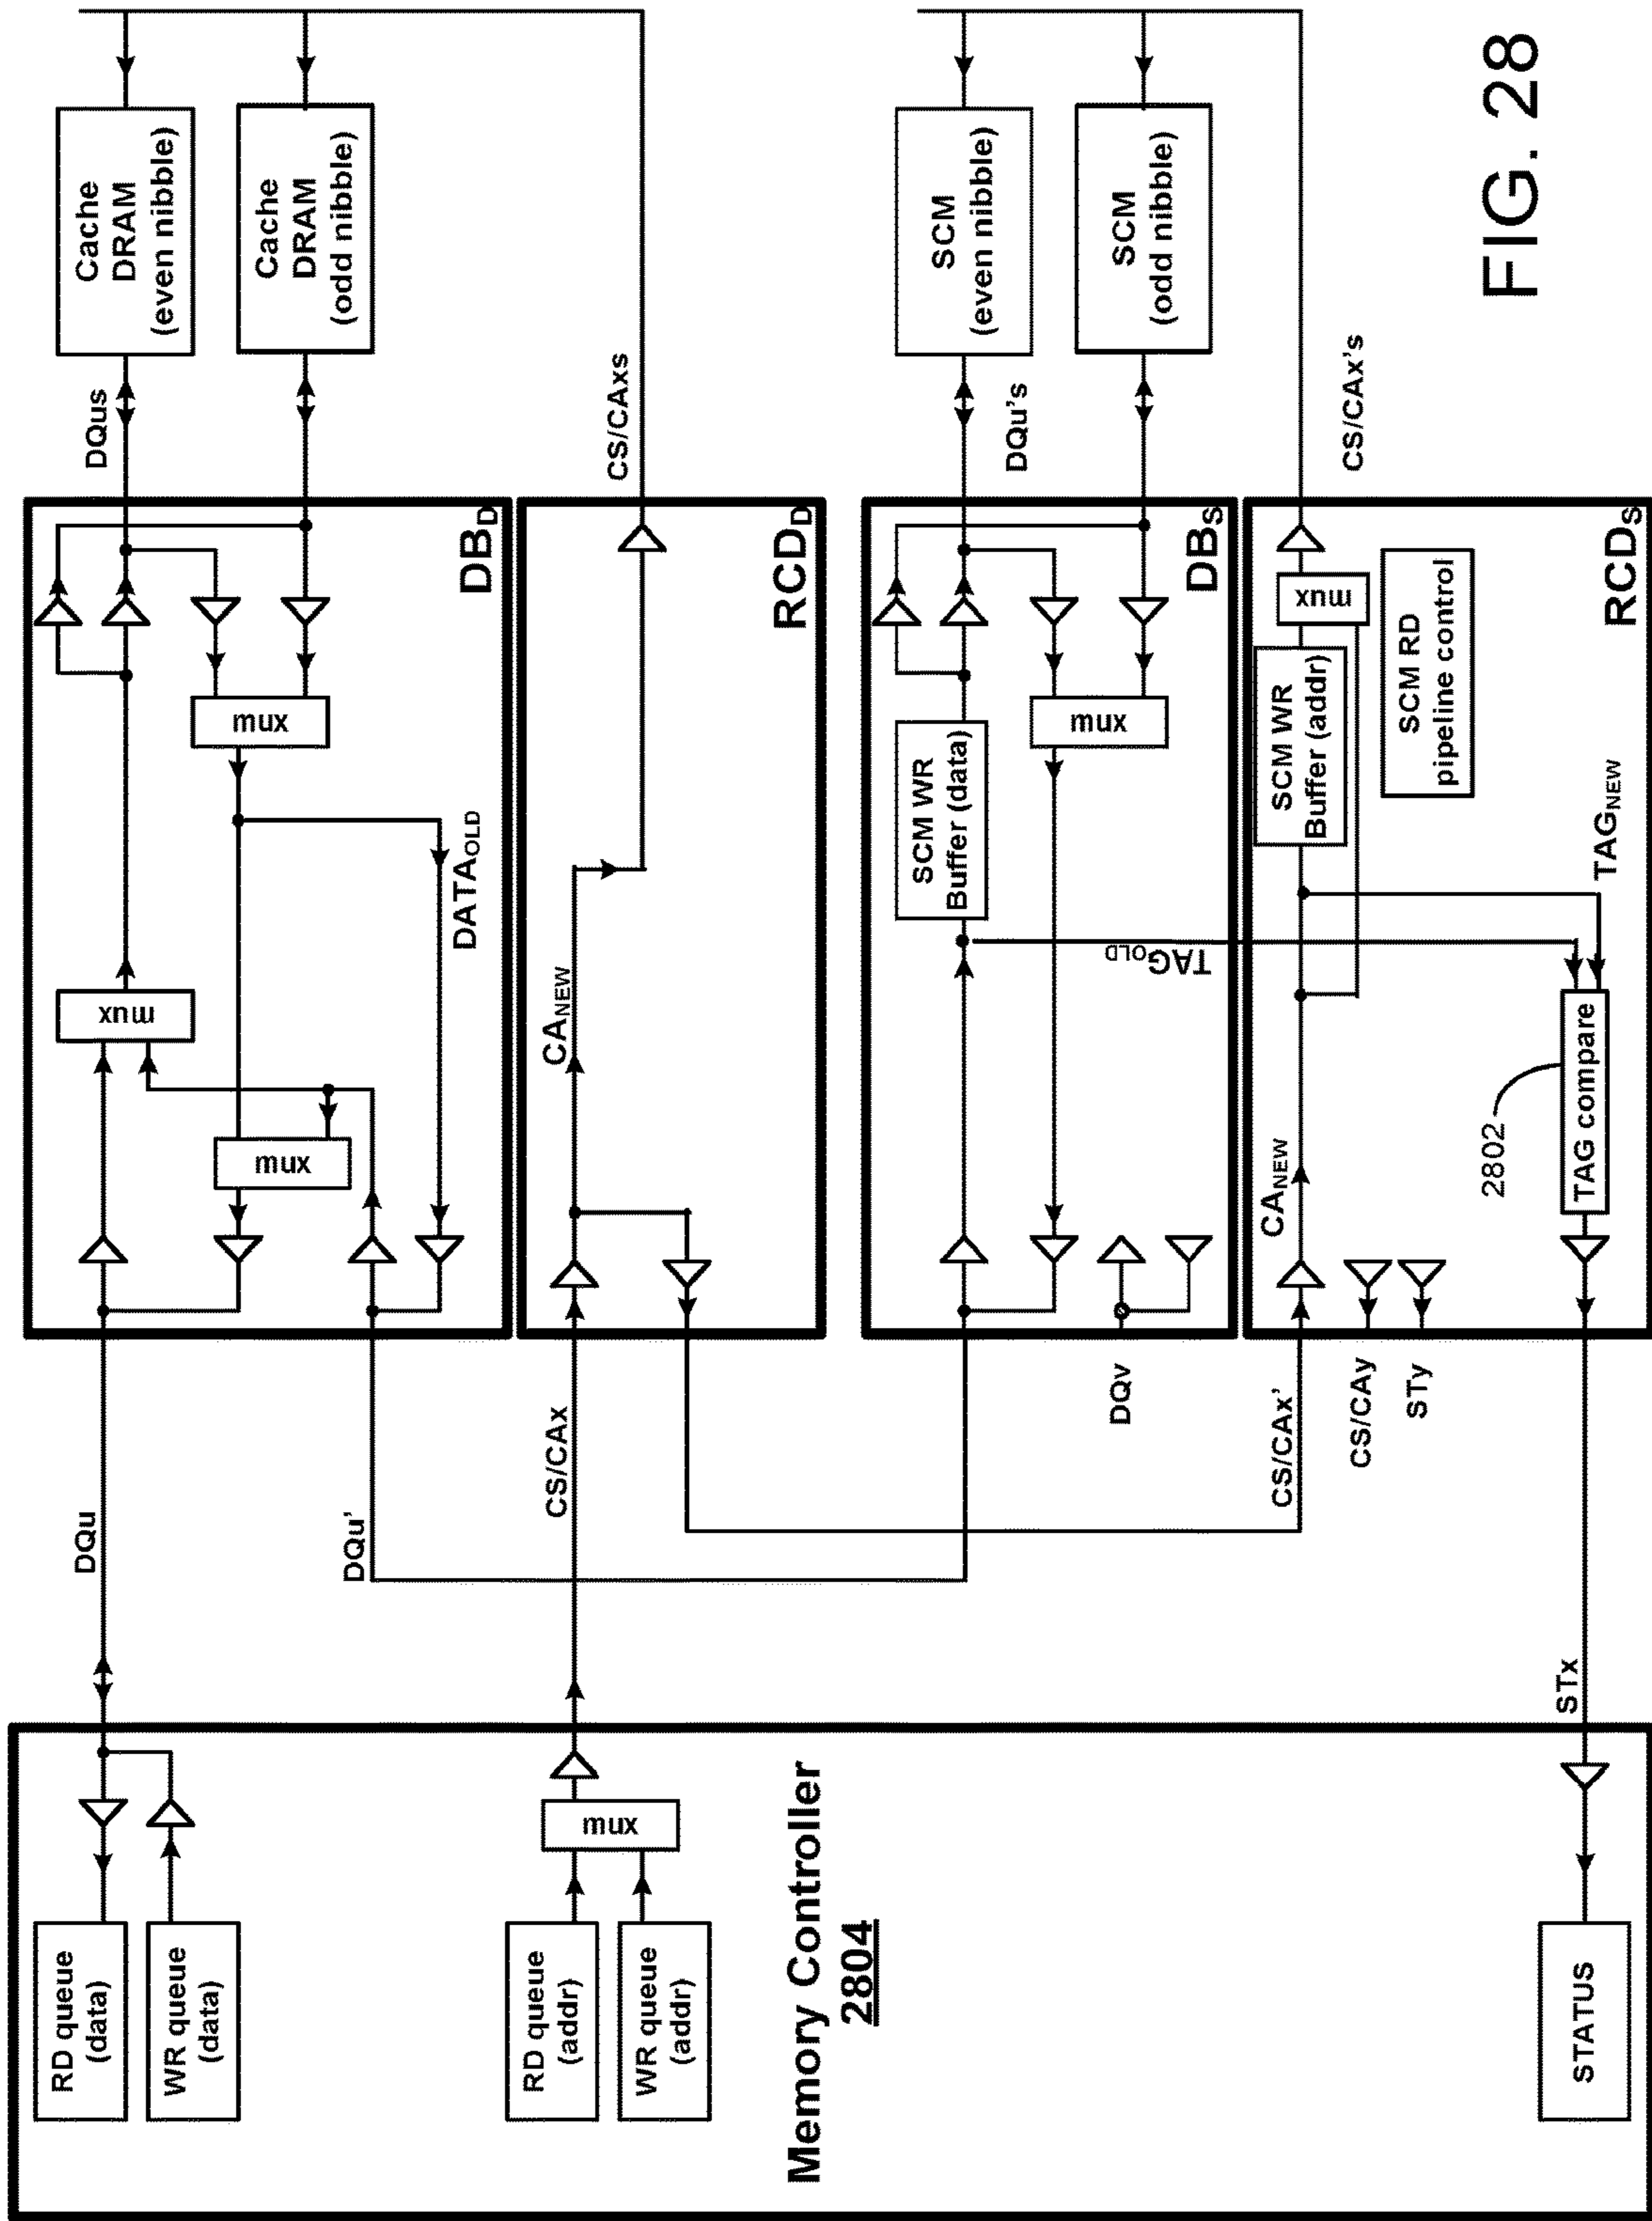 Cache
DRAM
(even nibble)
Cache
DRAM
(odd nibble)
SCM
(even nibble)
SCM
(odd nibble)
FIG. 28
DQus
CS/CAxs
DQu's
CS/CAx's
DBD
RCDD
DBS
RCDS
mux
mux
mux
DATAOLD
CANEW
SCM WR
Buffer (data)
mux
TAGOLD
mux
SCM WR
Buffer (addr)
SCM RD
pipeline control
TAGNEW
CANEW
2802
TAG compare
DQu
DQu'
CS/CAx
DQv
CS/CAx'
CS/CAy
STy
STx
RD queue
(data)
WR queue
(data)
RD queue
(addr)
WR queue
(addr)
mux
Memory Controller
2804
STATUS